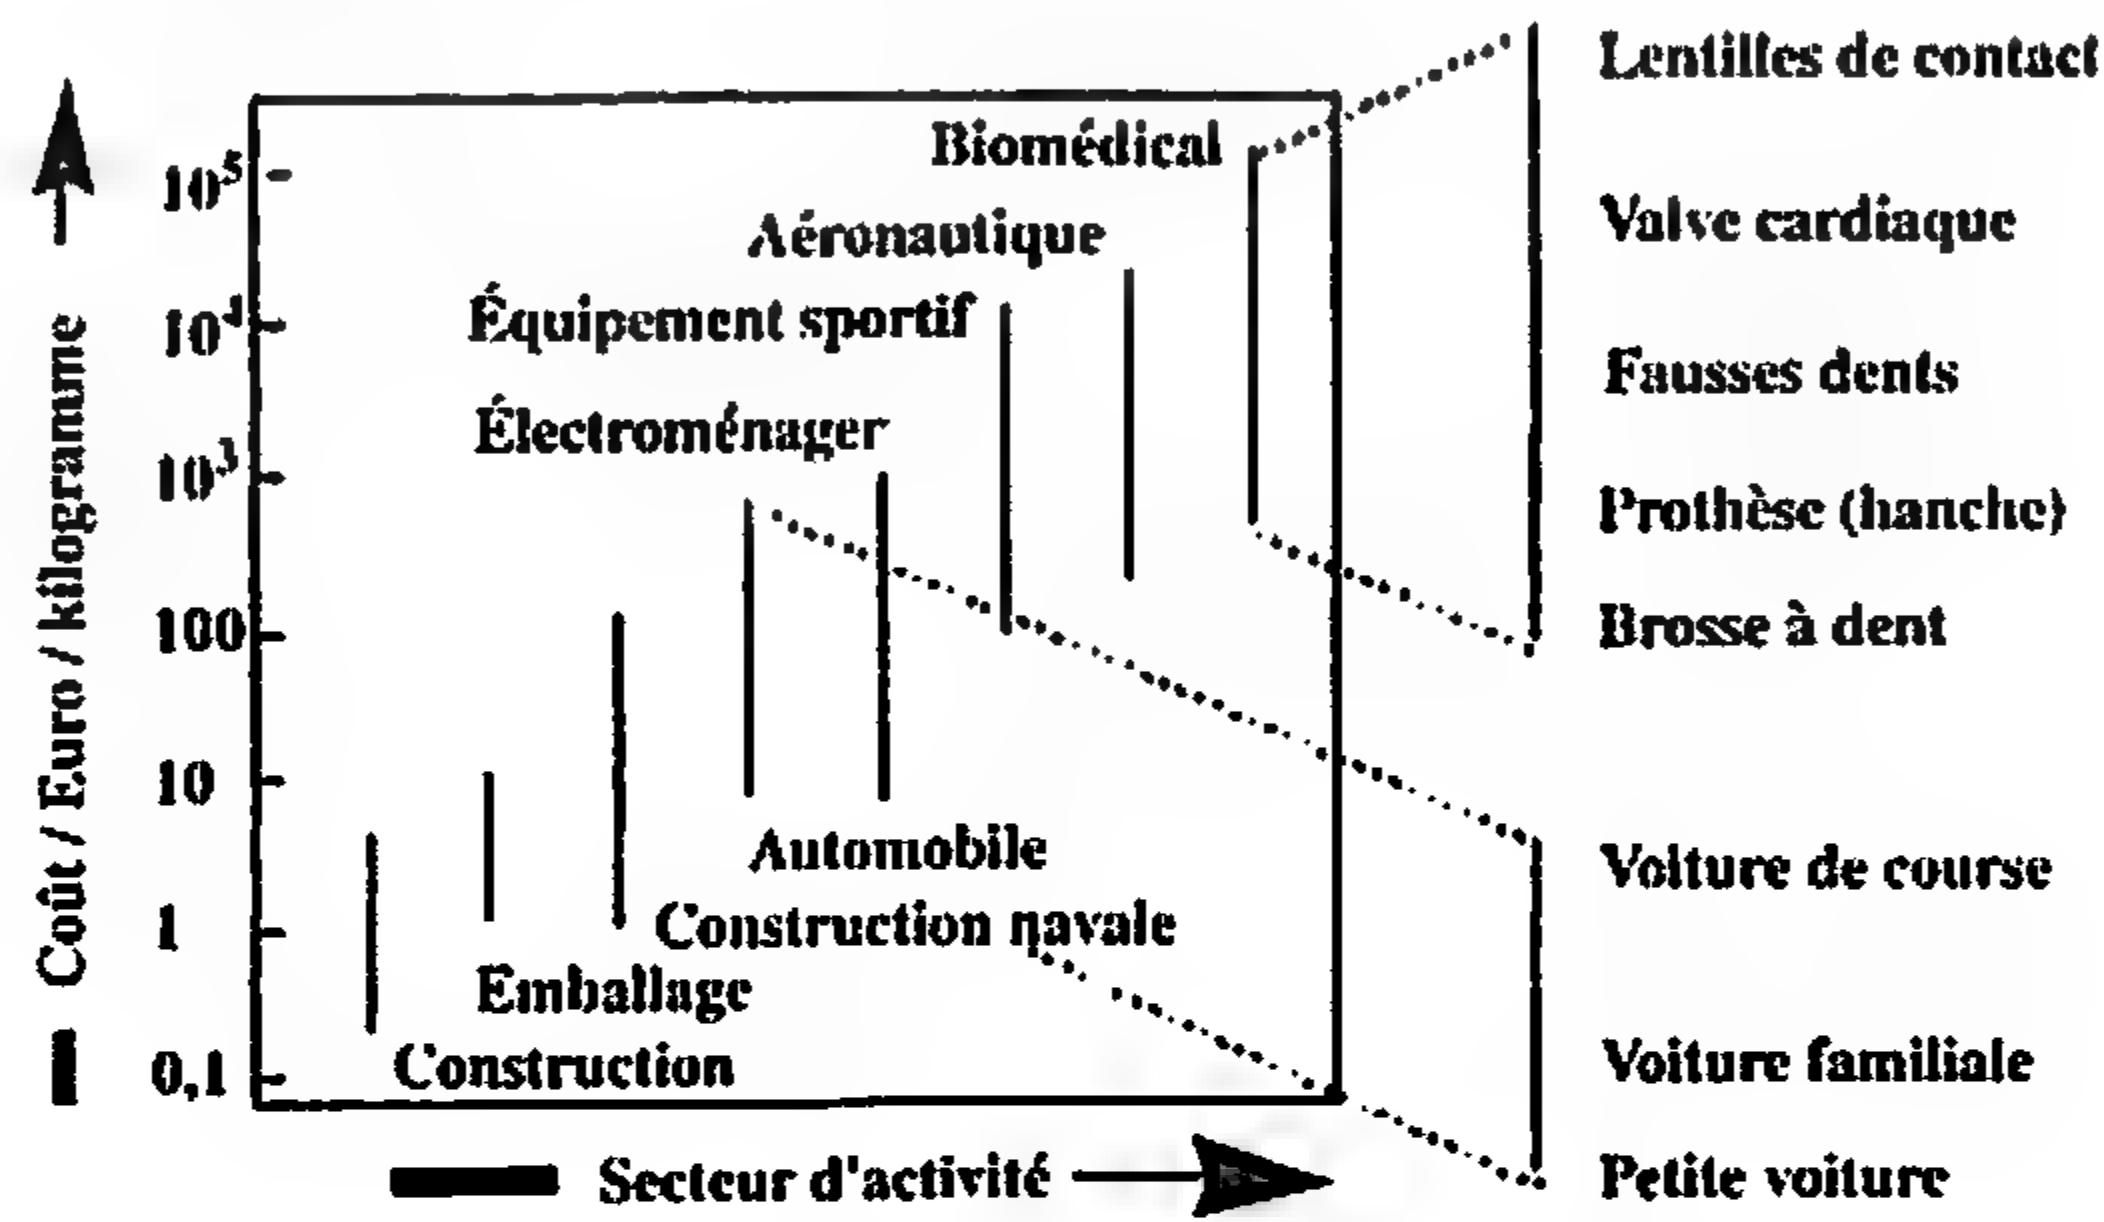 Lentilles de contact
10⁵
Biomédical
Valve cardiaque
Aéronautique
10⁴
Équipement sportif
Fausses dents
Électroménager
10³
Prothèse (hanche)
100
Brosse à dent
10
Automobile
Voiture de course
1
Construction navale
Emballage
0,1
Construction
Voiture familiale
Coût / Euro / kilogramme
Secteur d'activité
Petite voiture